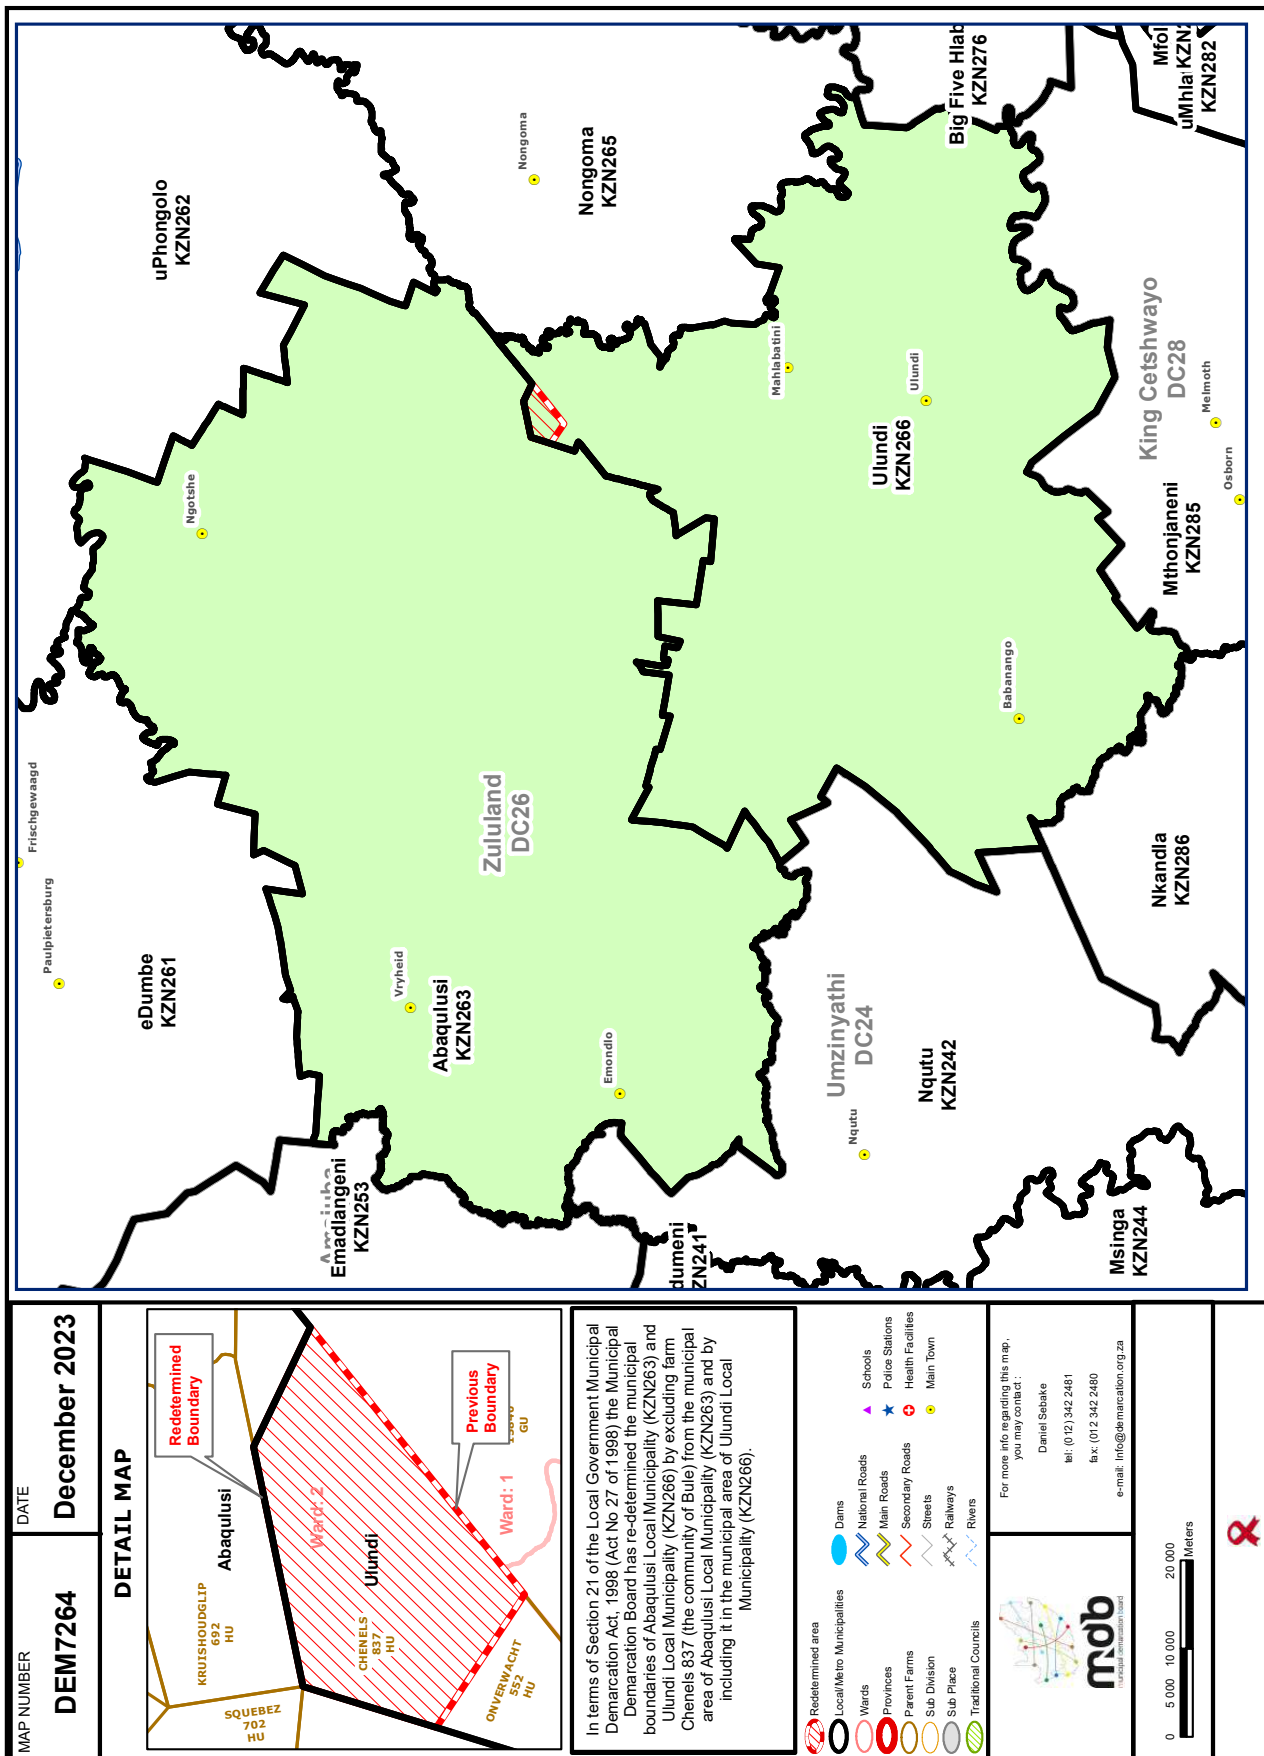 uPhongolo
KZN262
Nongoma
Nongoma
KZN265
Big Five Hlab
KZN276
Mfol
KZN2
uMhla
KZN282
Ngotshe
Mahlabatini
Ulundi
Ulundi
KZN266
King Cetshwayo
DC28
Melmoth
Osborn
Mthonjaneni
KZN285
Frischgewaagd
Paulpietersburg
eDumbe
KZN261
Zululand
DC26
Babanango
Nkandla
KZN286
Vryheid
Abaqulusi
KZN263
Emondlo
Umzinyathi
DC24
Nqutu
Nqutu
KZN242
Emadlangeni
KZN253
dumeni
ZN241
Msinga
KZN244
MAP NUMBER
DEM7264
DATE
December 2023
DETAIL MAP
Redetermined
Boundary
Previous
Boundary
Abaqulusi
Ulundi
Ward: 2
Ward: 1
KRUISHOUDGLIP
692
HU
SQUEBEZ
702
HU
CHENELS
837
HU
ONVERWACHT
552
HU
GU
In terms of Section 21 of the Local Government Municipal
Demarcation Act, 1998 (Act No 27 of 1998) the Municipal
Demarcation Board has re-determined the municipal
boundaries of Abaqulusi Local Municipality (KZN263) and
Ulundi Local Municipality (KZN266) by excluding farm
Chenels 837 (the community of Bule) from the municipal
area of Abaqulusi Local Municipality (KZN263) and by
including it in the municipal area of Ulundi Local
Municipality (KZN266).
Redetermined area
Local/Metro Municipalities
Wards
Provinces
Parent Farms
Sub Division
Sub Place
Traditional Councils
Dams
National Roads
Main Roads
Secondary Roads
Streets
Railways
Rivers
Schools
Police Stations
Health Facilities
Main Town
mdb
municipal demarcation board
For more info regarding this map,
you may contact :
Daniel Sebake
tel: (012) 342 2481
fax: (012 342 2480
e-mail: info@demarcation.org.za
0 5 000 10 000 20 000
Meters